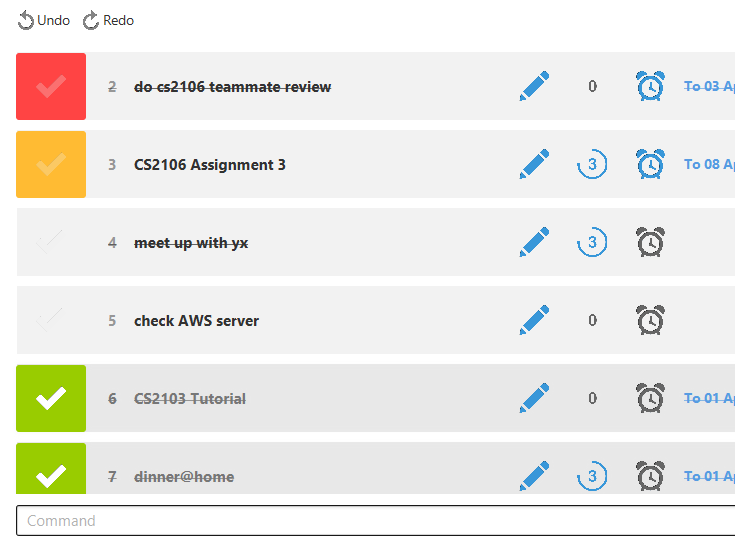 Undo Redo
2 do cs2106 teammate review 0 To 03
3 CS2106 Assignment 3 3 To 08
4 meet up with yx 3
5 check AWS server 0
6 CS2103 Tutorial 0 To 01
7 dinner@home 3 To 01
Command